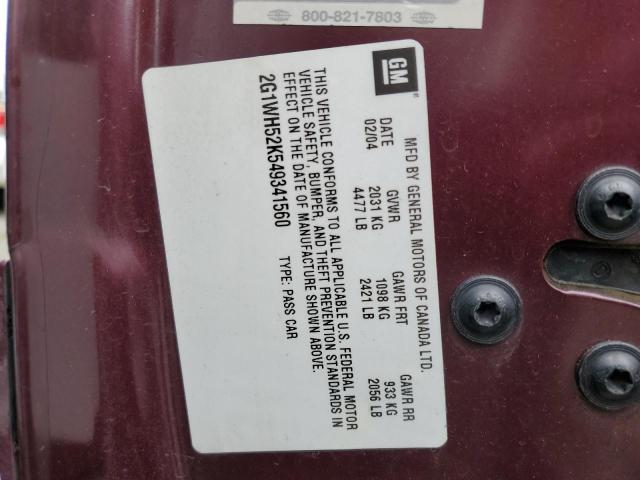 800-821-7803
GM
MFD BY GENERAL MOTORS OF CANADA LTD.
DATE GVWR GAWR FRT GAWR RR
02/04 2031 KG 1098 KG 933 KG
4477 LB 2421 LB 2056 LB
THIS VEHICLE CONFORMS TO ALL APPLICABLE U.S. FEDERAL MOTOR
VEHICLE SAFETY, BUMPER, AND THEFT PREVENTION STANDARDS IN
EFFECT ON THE DATE OF MANUFACTURE SHOWN ABOVE.
2G1WH52K549341560 TYPE: PASS CAR